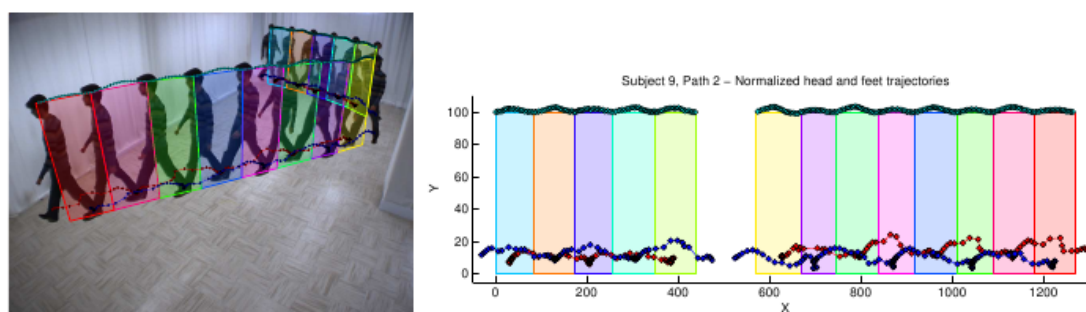 Subject 9, Path 2 − Normalized head and feet trajectories
Y
100
80
60
40
20
0
0 200 400 600 800 1000 1200
X